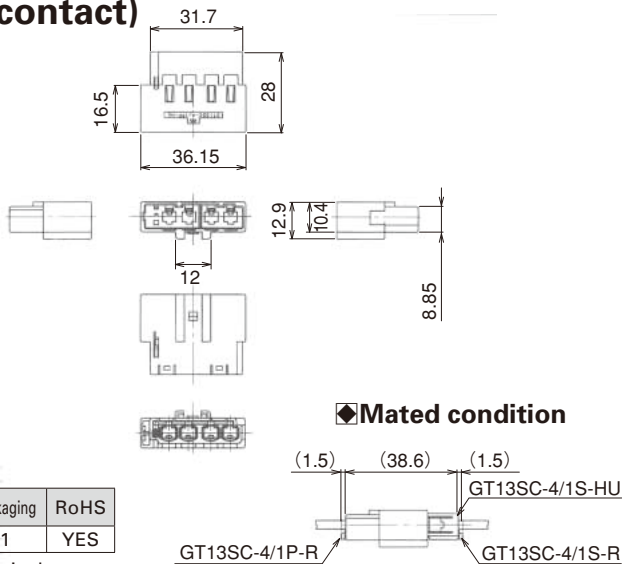 contact)
31.7
16.5
28
36.15
12.9
10.4
12
8.85
◆Mated condition
(1.5) (38.6) (1.5)
GT13SC-4/1S-HU
GT13SC-4/1P-R
GT13SC-4/1S-R
RoHS
1 YES